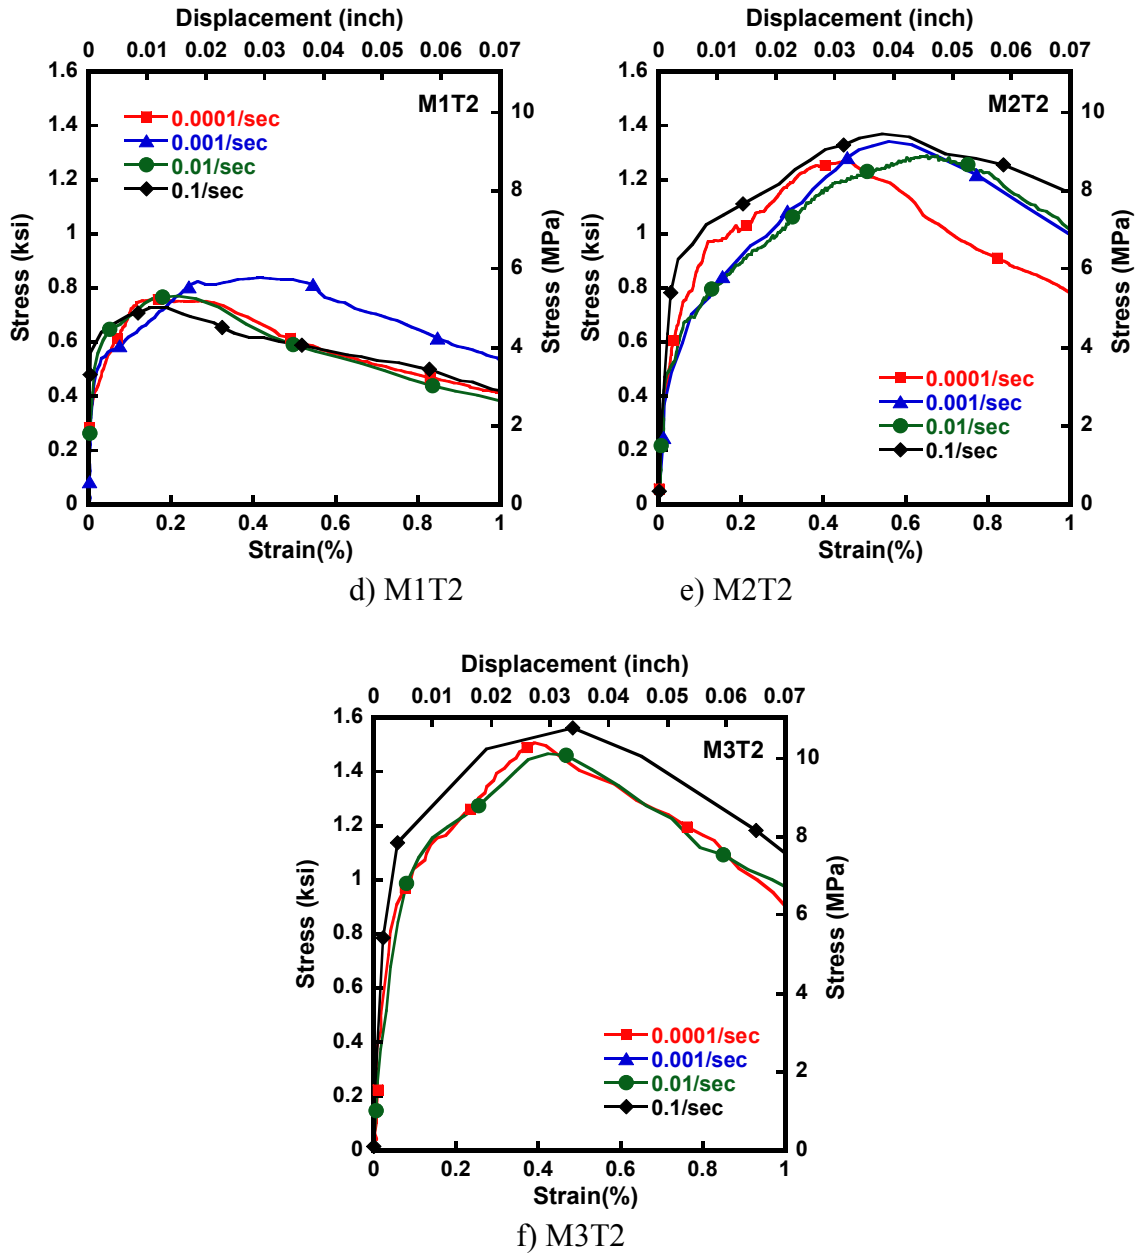 Displacement (inch)
0 0.01 0.02 0.03 0.04 0.05 0.06 0.07
1.6
1.4
1.2
1
0.8
0.6
0.4
0.2
0
Stress (ksi)
M1T2
0.0001/sec
0.001/sec
0.01/sec
0.1/sec
10
8
6
4
2
0
Stress (MPa)
0 0.2 0.4 0.6 0.8 1
Strain(%)
d) M1T2
Displacement (inch)
0 0.01 0.02 0.03 0.04 0.05 0.06 0.07
1.6
1.4
1.2
1
0.8
0.6
0.4
0.2
0
Stress (ksi)
M2T2
0.0001/sec
0.001/sec
0.01/sec
0.1/sec
10
8
6
4
2
0
Stress (MPa)
0 0.2 0.4 0.6 0.8 1
Strain(%)
e) M2T2
Displacement (inch)
0 0.01 0.02 0.03 0.04 0.05 0.06 0.07
1.6
1.4
1.2
1
0.8
0.6
0.4
0.2
0
Stress (ksi)
M3T2
0.0001/sec
0.001/sec
0.01/sec
0.1/sec
10
8
6
4
2
0
Stress (MPa)
0 0.2 0.4 0.6 0.8 1
Strain(%)
f) M3T2